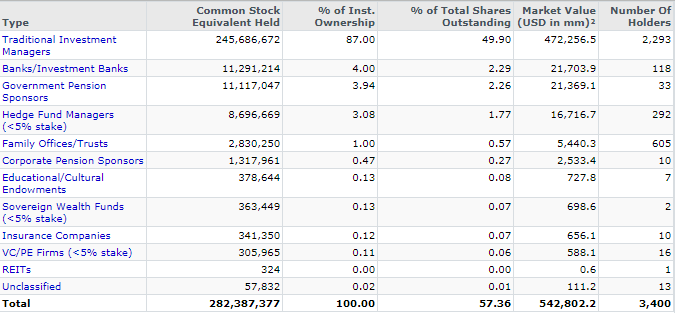 Type Common Stock Equivalent Held % of Inst. Ownership % of Total Shares Outstanding Market Value (USD in mm)² Number Of Holders
Traditional Investment Managers 245,686,672 87.00 49.90 472,256.5 2,293
Banks/Investment Banks 11,291,214 4.00 2.29 21,703.9 118
Government Pension Sponsors 11,117,047 3.94 2.26 21,369.1 33
Hedge Fund Managers (<5% stake) 8,696,669 3.08 1.77 16,716.7 292
Family Offices/Trusts 2,830,250 1.00 0.57 5,440.3 605
Corporate Pension Sponsors 1,317,961 0.47 0.27 2,533.4 10
Educational/Cultural Endowments 378,644 0.13 0.08 727.8 7
Sovereign Wealth Funds (<5% stake) 363,449 0.13 0.07 698.6 2
Insurance Companies 341,350 0.12 0.07 656.1 10
VC/PE Firms (<5% stake) 305,965 0.11 0.06 588.1 16
REITs 324 0.00 0.00 0.6 1
Unclassified 57,832 0.02 0.01 111.2 13
Total 282,387,377 100.00 57.36 542,802.2 3,400